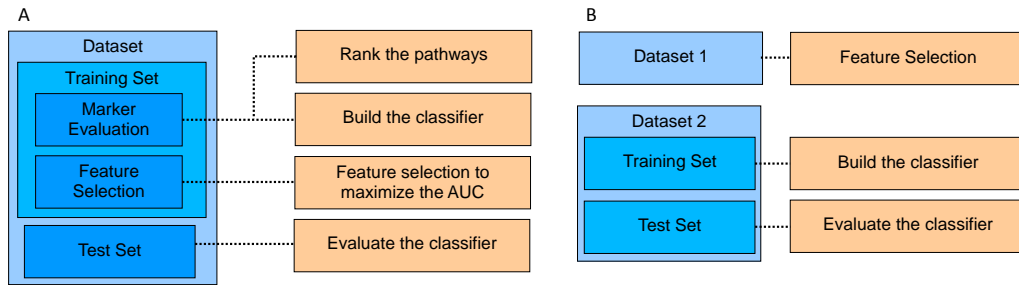 A
Dataset
Training Set
Marker
Evaluation
Feature
Selection
Test Set
Rank the pathways
Build the classifier
Feature selection to
maximize the AUC
Evaluate the classifier
B
Dataset 1
Feature Selection
Dataset 2
Training Set
Build the classifier
Test Set
Evaluate the classifier